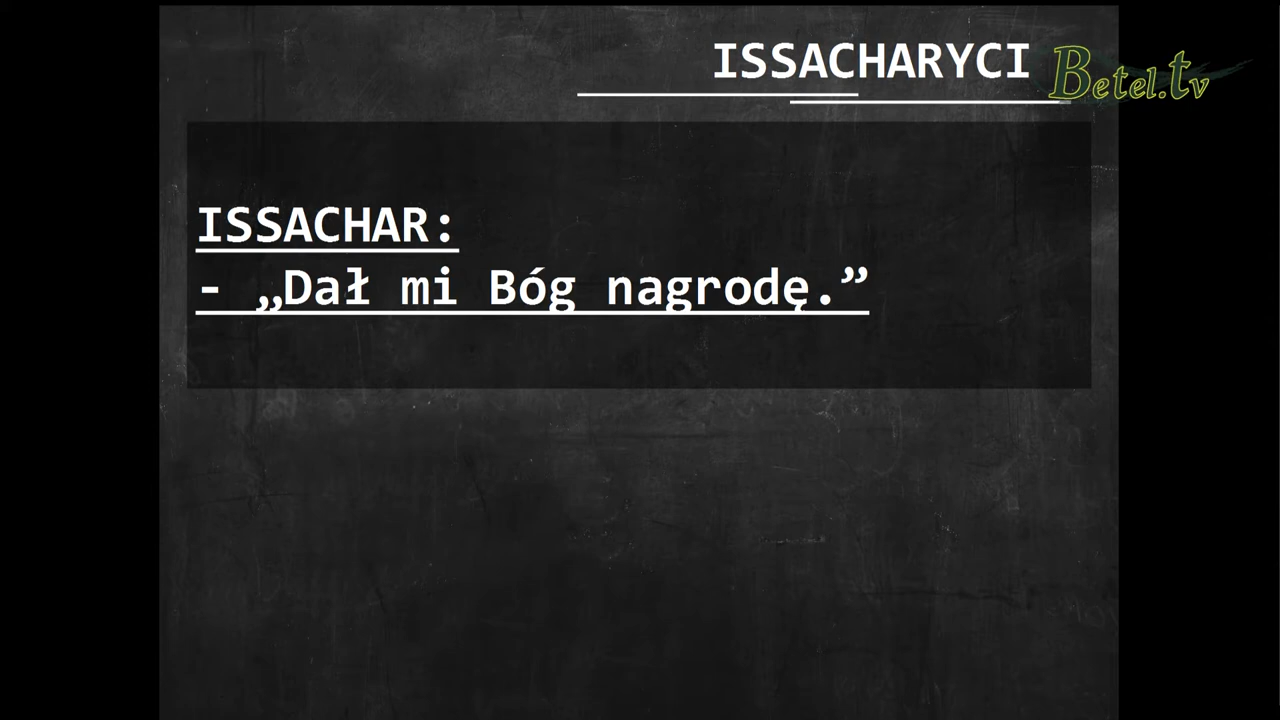 ISSACHARYCI
Betel.tv
ISSACHAR:
- „Dał mi Bóg nagrodę.”